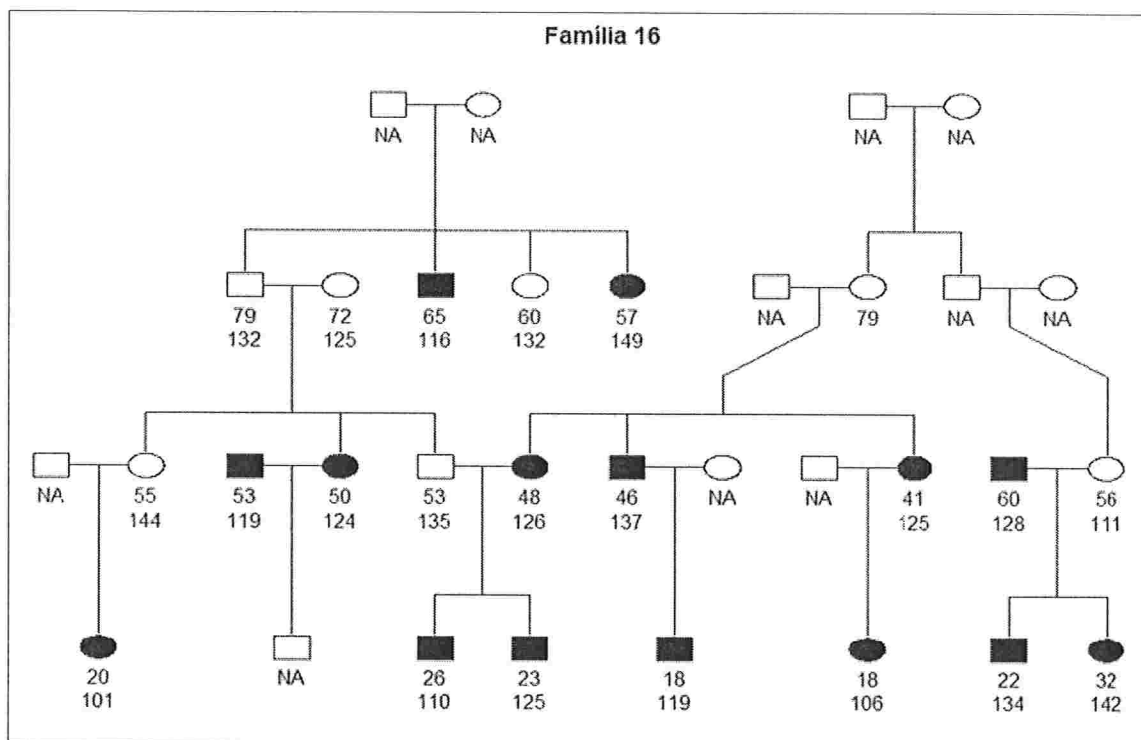 Família 16
NA NA NA NA
79 72 65 60 57 NA 79 NA NA
132 125 116 132 149
NA 55 53 50 53 48 46 NA NA 41 60 56
144 119 124 135 126 137 125 128 111
20 NA 26 23 18 18 22 32
101 110 125 119 106 134 142